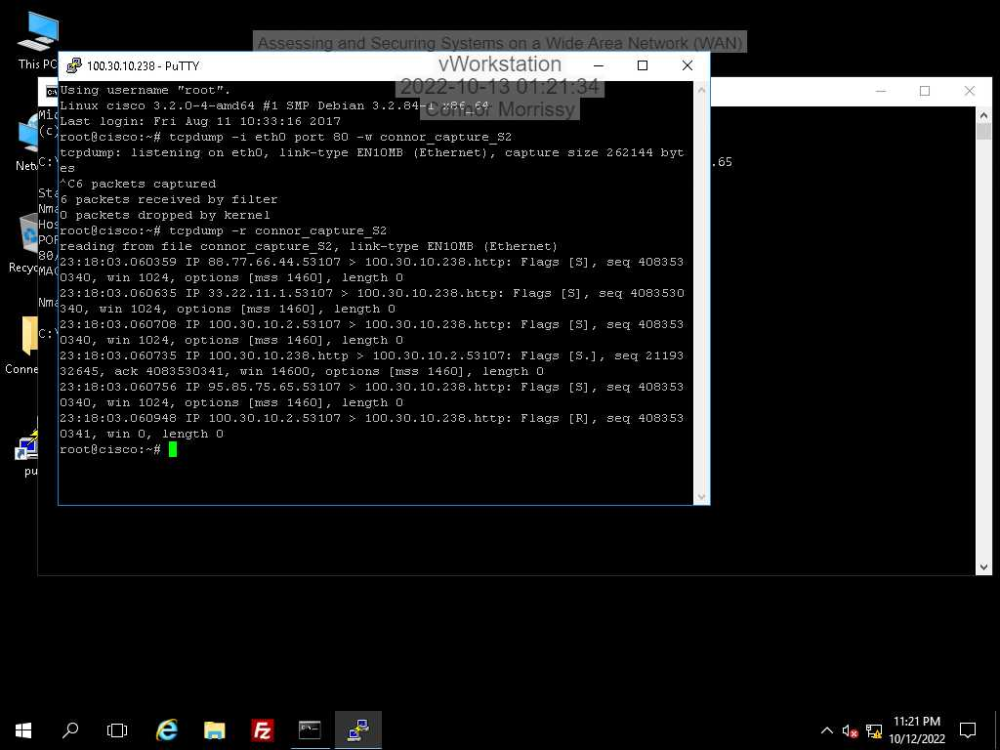 This PC
Assessing and Securing Systems on a Wide Area Network (WAN)
100.30.10.238 - PuTTY
vWorkstation
2022-10-13 01:21:34
Connor Morrissy
Using username "root".
Linux cisco 3.2.0-4-amd64 #1 SMP Debian 3.2.84-1 x86_64
Last login: Fri Aug 11 10:33:16 2017
root@cisco:~# tcpdump -i eth0 port 80 -w connor_capture_S2
tcpdump: listening on eth0, link-type EN10MB (Ethernet), capture size 262144 byt
es
^C6 packets captured
6 packets received by filter
0 packets dropped by kernel
root@cisco:~# tcpdump -r connor_capture_S2
reading from file connor_capture_S2, link-type EN10MB (Ethernet)
23:18:03.060359 IP 88.77.66.44.53107 > 100.30.10.238.http: Flags [S], seq 408353
0340, win 1024, options [mss 1460], length 0
23:18:03.060635 IP 33.22.11.1.53107 > 100.30.10.238.http: Flags [S], seq 4083530
340, win 1024, options [mss 1460], length 0
23:18:03.060708 IP 100.30.10.2.53107 > 100.30.10.238.http: Flags [S], seq 408353
0340, win 1024, options [mss 1460], length 0
23:18:03.060735 IP 100.30.10.238.http > 100.30.10.2.53107: Flags [S.], seq 21193
32645, ack 4083530341, win 14600, options [mss 1460], length 0
23:18:03.060756 IP 95.85.75.65.53107 > 100.30.10.238.http: Flags [S], seq 408353
0340, win 1024, options [mss 1460], length 0
23:18:03.060948 IP 100.30.10.2.53107 > 100.30.10.238.http: Flags [R], seq 408353
0341, win 0, length 0
root@cisco:~#
Mic
(c)
C:\
.65
Sta
Nma
Hos
POR
80/
MAC
Nma
C:\
Netw
Recyc
Conne
pu
11:21 PM
10/12/2022